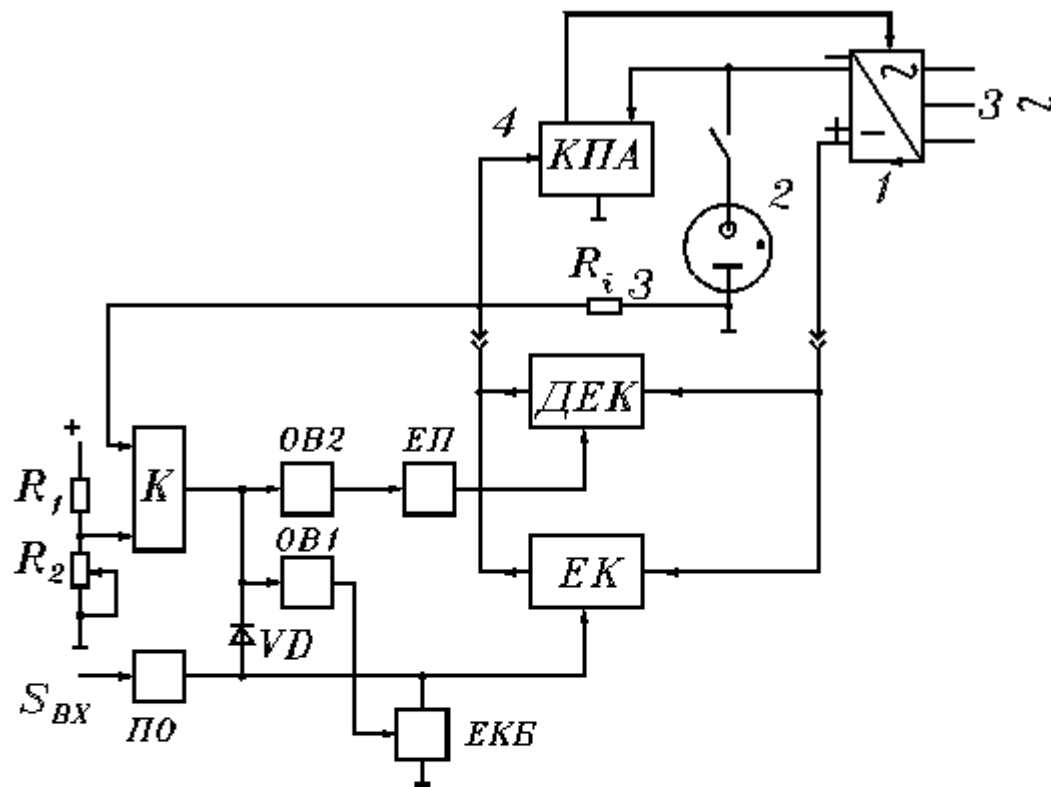 4
КПА
3 ~
1
2
R_i 3
ДЕК
+
ОВ2
ЕП
R_1
К
ОВ1
R_2
ЕК
VD
S_ВХ
ПО
ЕКБ